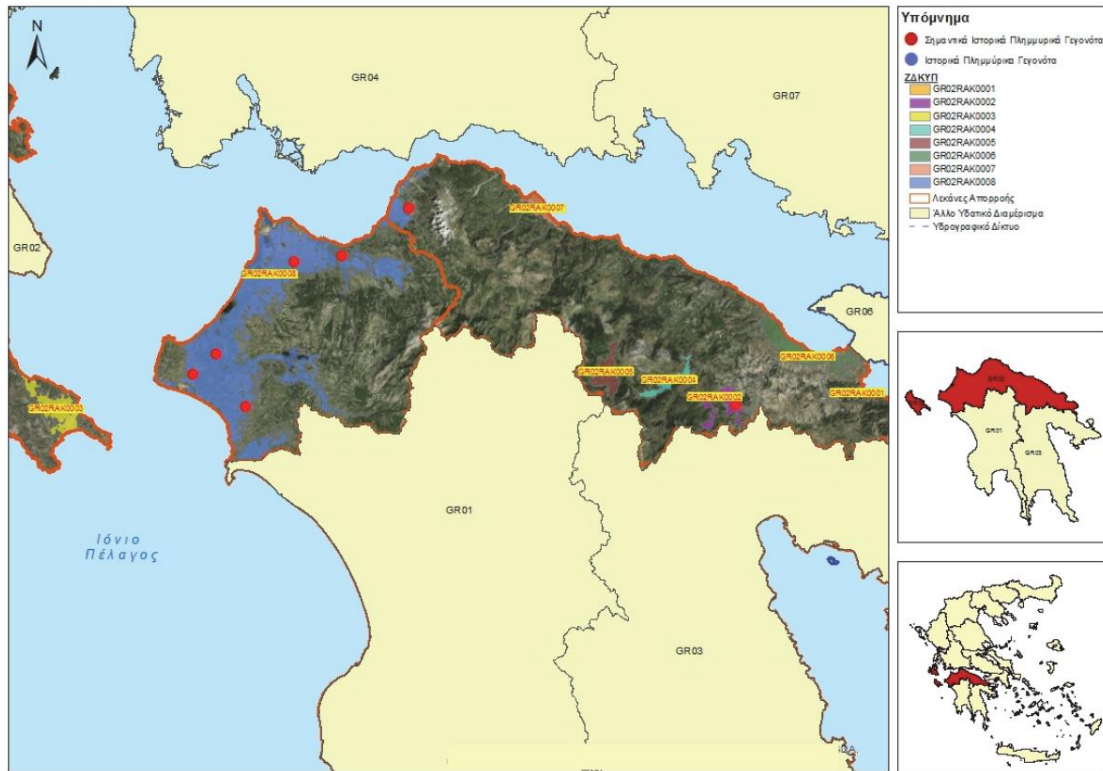 N
GR04
GR07
GR02
GR02RAK0007
GR02RAK0008
GR06
GR02RAK0006
GR02RAK0005
GR02RAK0004
GR02RAK0003
GR02RAK0002
GR02RAK0001
GR01
GR03
Ιόνιο
Πέλαγος
Υπόμνημα
Σημαντικά Ιστορικά Πλημμυρικά Γεγονότα
Ιστορικά Πλημμύρικα Γεγονότα
ΖΔΚΥΠ
GR02RAK0001
GR02RAK0002
GR02RAK0003
GR02RAK0004
GR02RAK0005
GR02RAK0006
GR02RAK0007
GR02RAK0008
Λεκάνες Απορροής
Άλλο Υδατικό Διαμέρισμα
Υδρογραφικό Δίκτυο
GR02
GR01
GR03